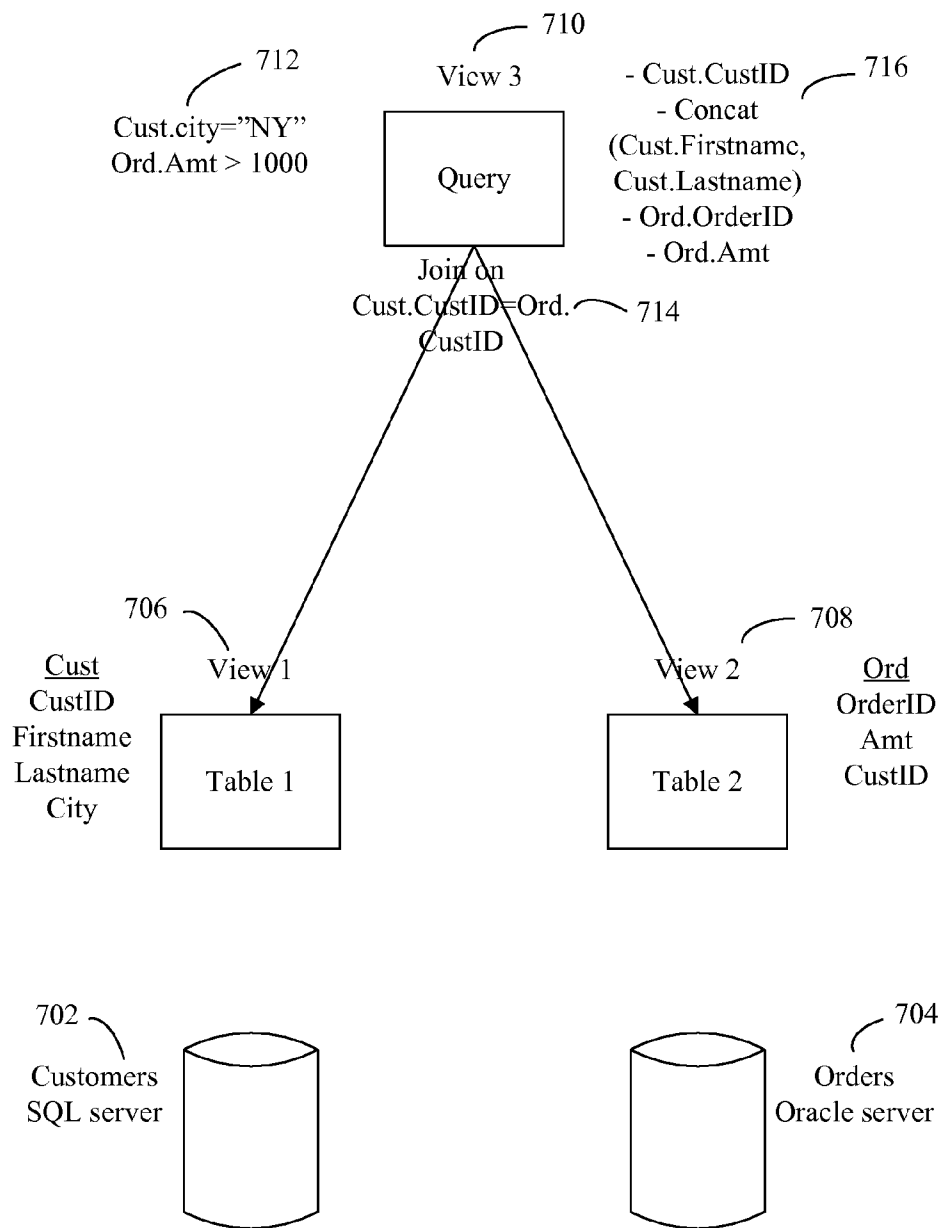 710
712
View 3
- Cust.CustID
716
- Concat
Cust.city=”NY”
(Cust.Firstname,
Ord.Amt > 1000
Cust.Lastname)
Query
- Ord.OrderID
- Ord.Amt
Join on
Cust.CustID=Ord.
714
CustID
706
708
Cust
View 1
View 2
Ord
CustID
OrderID
Firstname
Amt
Lastname
Table 1
Table 2
CustID
City
702
704
Customers
Orders
SQL server
Oracle server